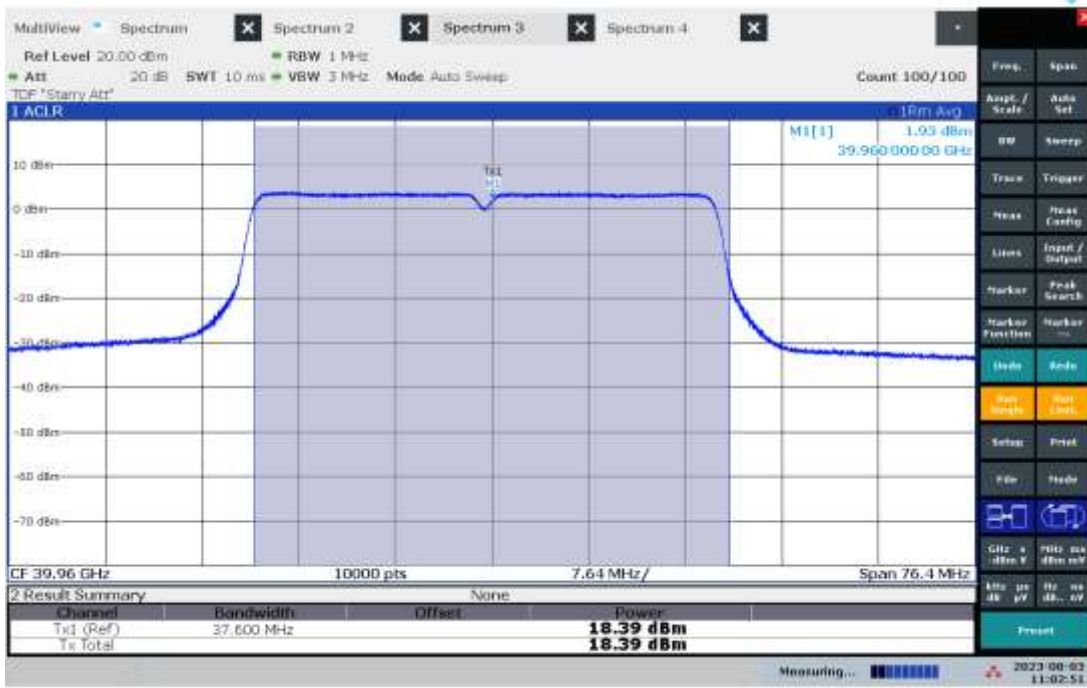 MultiView Spectrum Spectrum 2 Spectrum 3 Spectrum 4
Ref Level 20.00 dBm RBW 1 MHz
Att 20 dB SWT 10 ms VBW 3 MHz Mode Auto Sweep Count 100/100
TDF "Starry Att"
1 ACLR 1Rm Avg
M1[1] 1.93 dBm
39.96000000 GHz
10 dBm
Tx1
M1
0 dBm
-10 dBm
-20 dBm
-30 dBm
-40 dBm
-50 dBm
-60 dBm
-70 dBm
CF 39.96 GHz 10000 pts 7.64 MHz/ Span 76.4 MHz
2 Result Summary None
Channel Bandwidth Offset Power
Tx1 (Ref) 37.600 MHz 18.39 dBm
Tx Total 18.39 dBm
Measuring...
11:02:51
Freq. Span
Ampt. / Scale Auto Set
BW Sweep
Trace Trigger
Meas Meas Config
Lines Input / Output
Marker Peak Search
Marker Function Marker
Undo Redo
Run Single Run Cont.
Setup Print
File Mode
Preset